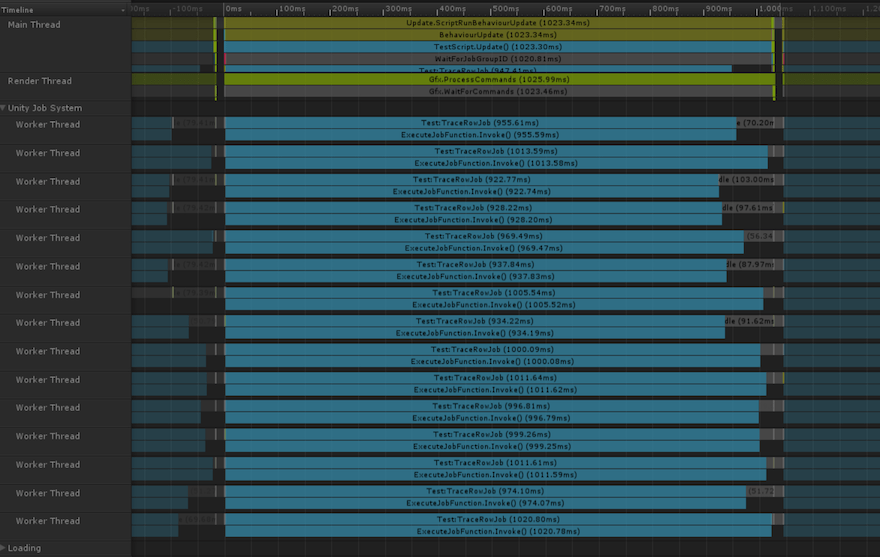 Timeline
00ms -100ms 0ms 100ms 200ms 300ms 400ms 500ms 600ms 700ms 800ms 900ms 1.000ms 1.100ms 1.2
Main Thread
Update.ScriptRunBehaviourUpdate (1023.34ms)
BehaviourUpdate (1023.34ms)
TestScript.Update() (1023.30ms)
WaitForJobGroupID (1020.81ms)
Test:TraceRowJob (947.41ms)
Render Thread
Gfx.ProcessCommands (1025.99ms)
Gfx.WaitForCommands (1023.46ms)
Unity Job System
Worker Thread
Test:TraceRowJob (955.61ms)
e (70.20m
ExecuteJobFunction.Invoke() (955.59ms)
Worker Thread
Test:TraceRowJob (1013.59ms)
ExecuteJobFunction.Invoke() (1013.58ms)
Worker Thread
Test:TraceRowJob (922.77ms)
dle (103.00ms
ExecuteJobFunction.Invoke() (922.74ms)
Worker Thread
Test:TraceRowJob (928.22ms)
dle (97.61ms
ExecuteJobFunction.Invoke() (928.20ms)
Worker Thread
Test:TraceRowJob (969.49ms)
(56.34
ExecuteJobFunction.Invoke() (969.47ms)
Worker Thread
Test:TraceRowJob (937.84ms)
dle (87.97ms
ExecuteJobFunction.Invoke() (937.83ms)
Worker Thread
Test:TraceRowJob (1005.54ms)
ExecuteJobFunction.Invoke() (1005.52ms)
Worker Thread
Test:TraceRowJob (934.22ms)
dle (91.62ms
ExecuteJobFunction.Invoke() (934.19ms)
Worker Thread
Test:TraceRowJob (1000.09ms)
ExecuteJobFunction.Invoke() (1000.08ms)
Worker Thread
Test:TraceRowJob (1011.64ms)
ExecuteJobFunction.Invoke() (1011.62ms)
Worker Thread
Test:TraceRowJob (996.81ms)
ExecuteJobFunction.Invoke() (996.79ms)
Worker Thread
Test:TraceRowJob (999.26ms)
ExecuteJobFunction.Invoke() (999.25ms)
Worker Thread
Test:TraceRowJob (1011.61ms)
ExecuteJobFunction.Invoke() (1011.59ms)
Worker Thread
Test:TraceRowJob (974.10ms)
(51.72
ExecuteJobFunction.Invoke() (974.07ms)
Worker Thread
Test:TraceRowJob (1020.80ms)
ExecuteJobFunction.Invoke() (1020.78ms)
Loading